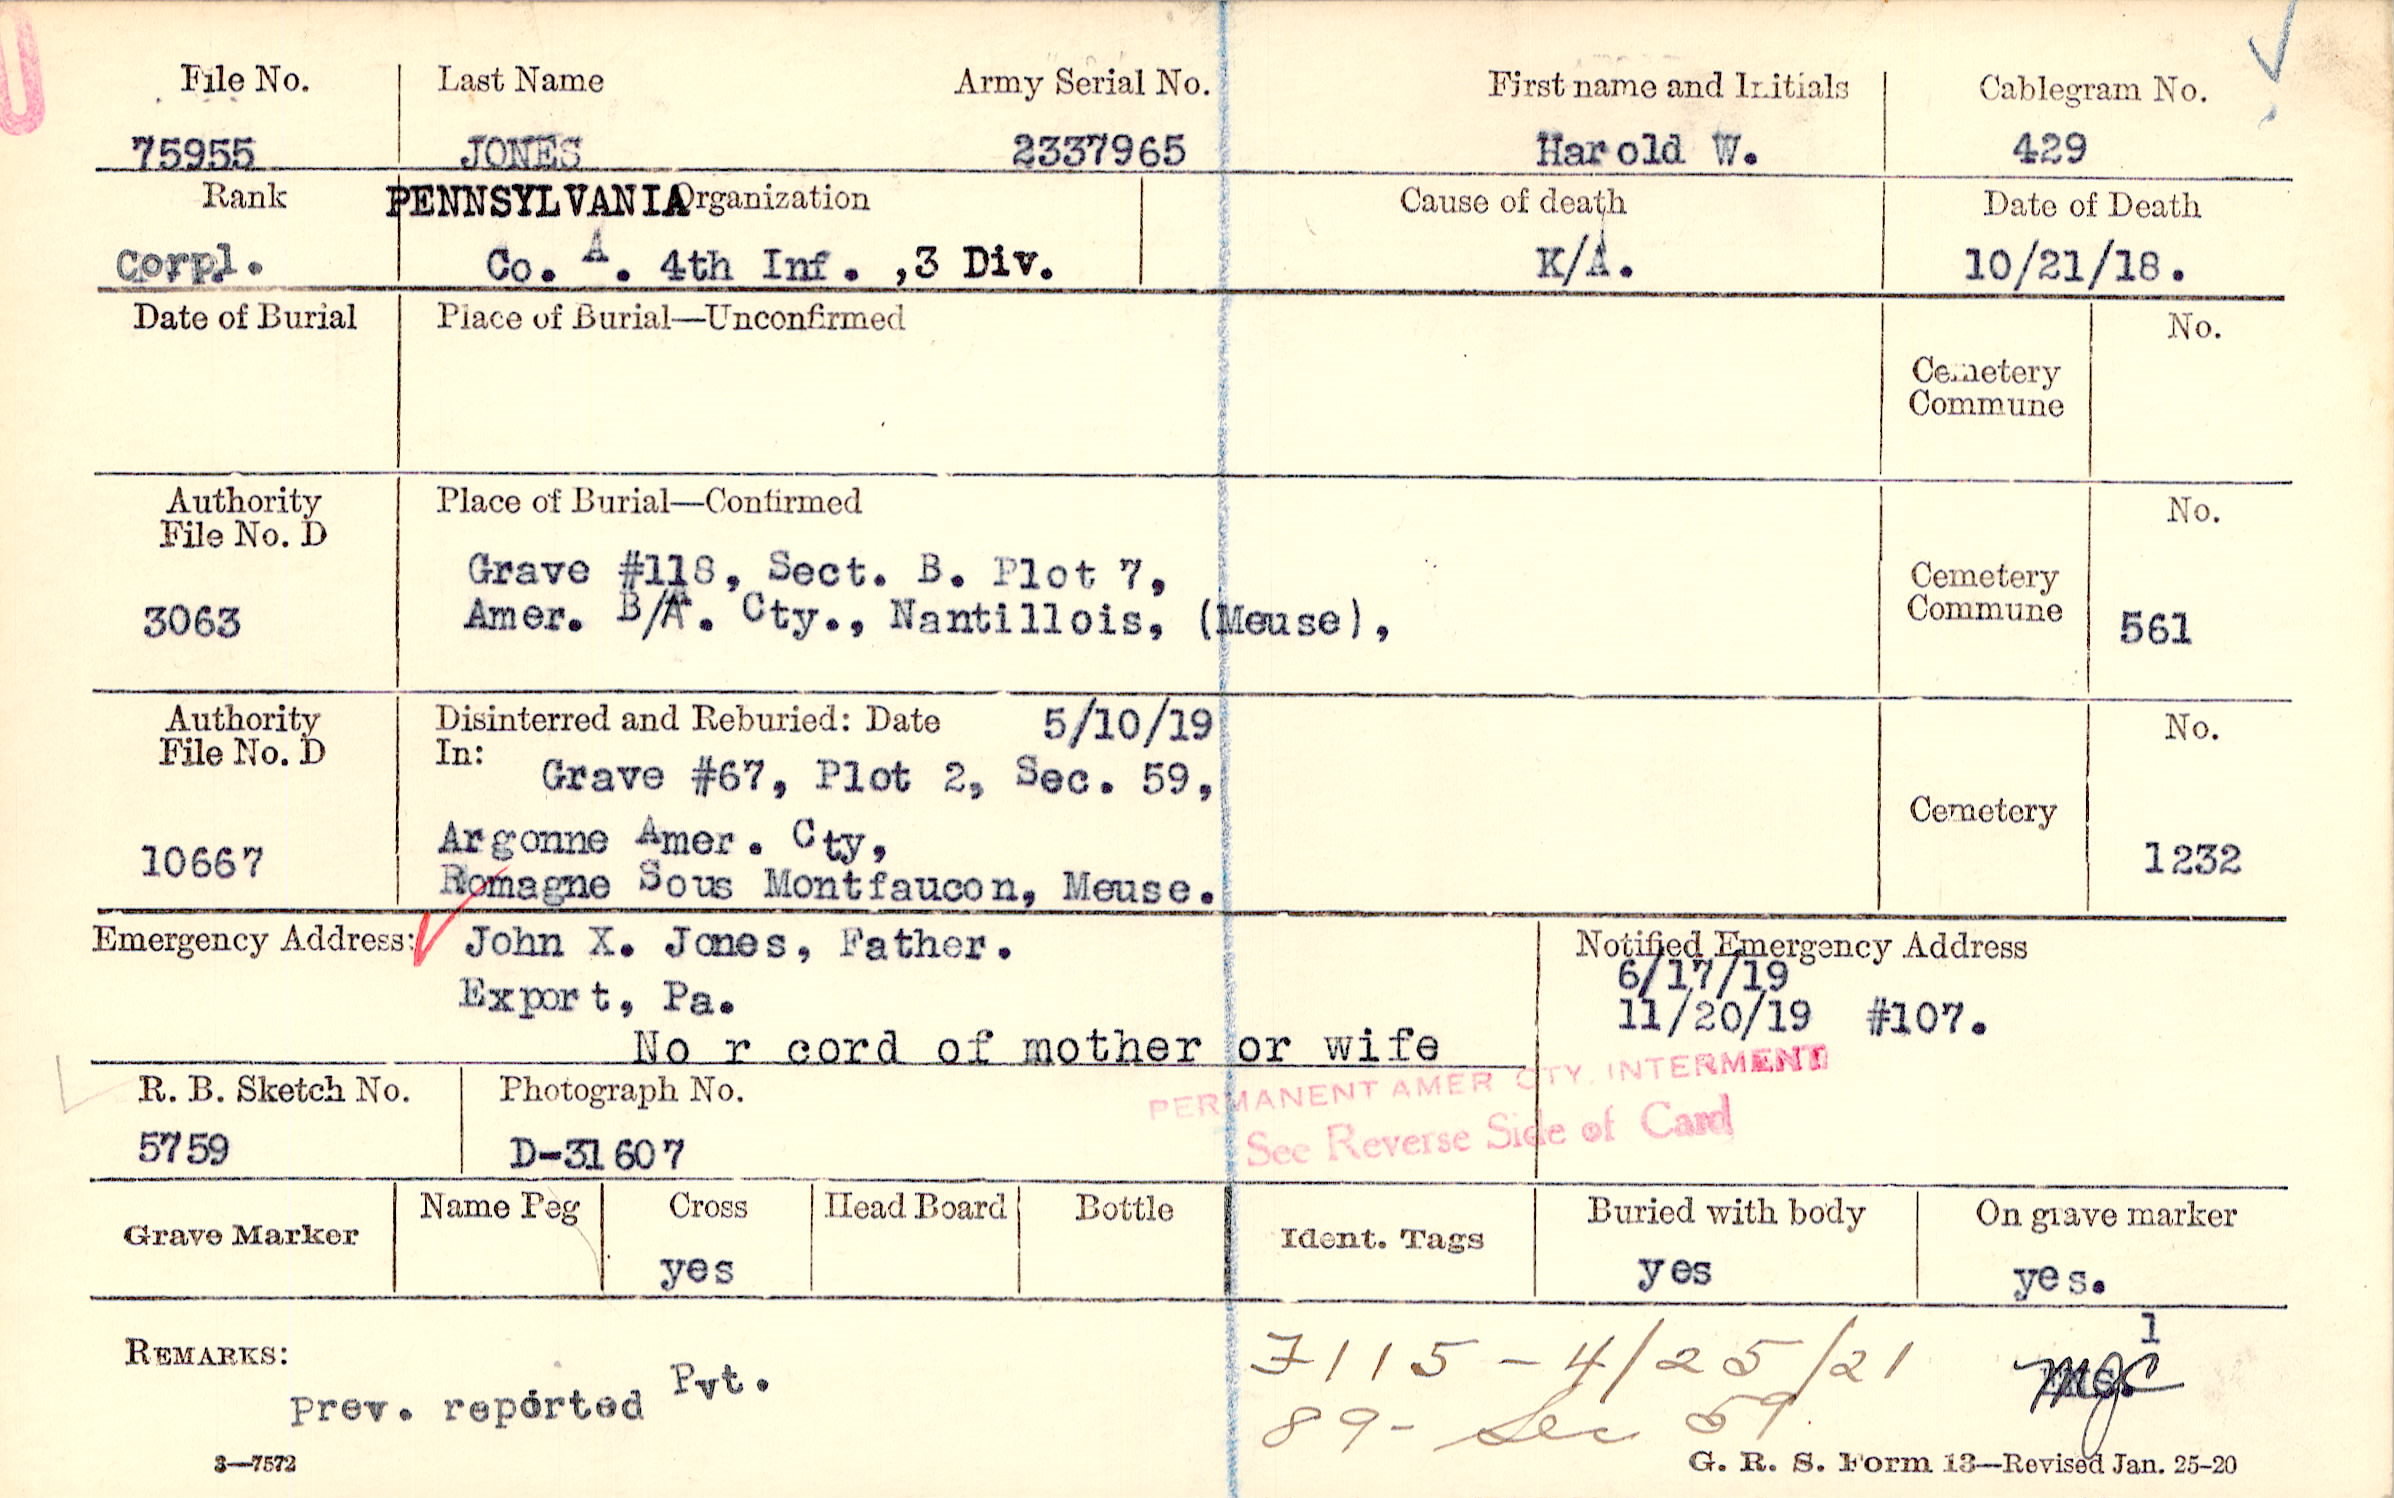 File No.
Last Name
Army Serial No.
First name and Initials
Cablegram No.
75955
JONES
2337965
Harold W.
429
Rank
PENNSYLVANIA
Organization
Cause of death
Date of Death
Corpl.
Co. A. 4th Inf. ,3 Div.
K/A.
10/21/18.
Date of Burial
Place of Burial—Unconfirmed
No.
Cemetery
Commune
Authority
File No. D
Place of Burial—Confirmed
No.
3063
Grave #118, Sect. B. Plot 7,
Amer. B/A. Cty., Nantillois, (Meuse),
Cemetery
Commune
561
Authority
File No. D
Disinterred and Reburied: Date 5/10/19
In:
No.
Grave #67, Plot 2, Sec. 59,
10667
Argonne Amer. Cty,
Romagne Sous Montfaucon, Meuse.
Cemetery
1232
Emergency Address:
John X. Jones, Father.
Export, Pa.
No r cord of mother or wife
Notified Emergency Address
6/17/19
11/20/19 #107.
PERMANENT AMER CTY. INTERMENT
See Reverse Side of Card
R. B. Sketch No.
Photograph No.
5759
D-31607
Grave Marker
Name Peg
Cross
yes
Head Board
Bottle
Ident. Tags
Buried with body
yes
On grave marker
yes.
REMARKS:
Prev. reported Pvt.
7115 - 4/25/21
89- Sec 59.
1
3—7572
G. R. S. Form 13—Revised Jan. 25-20